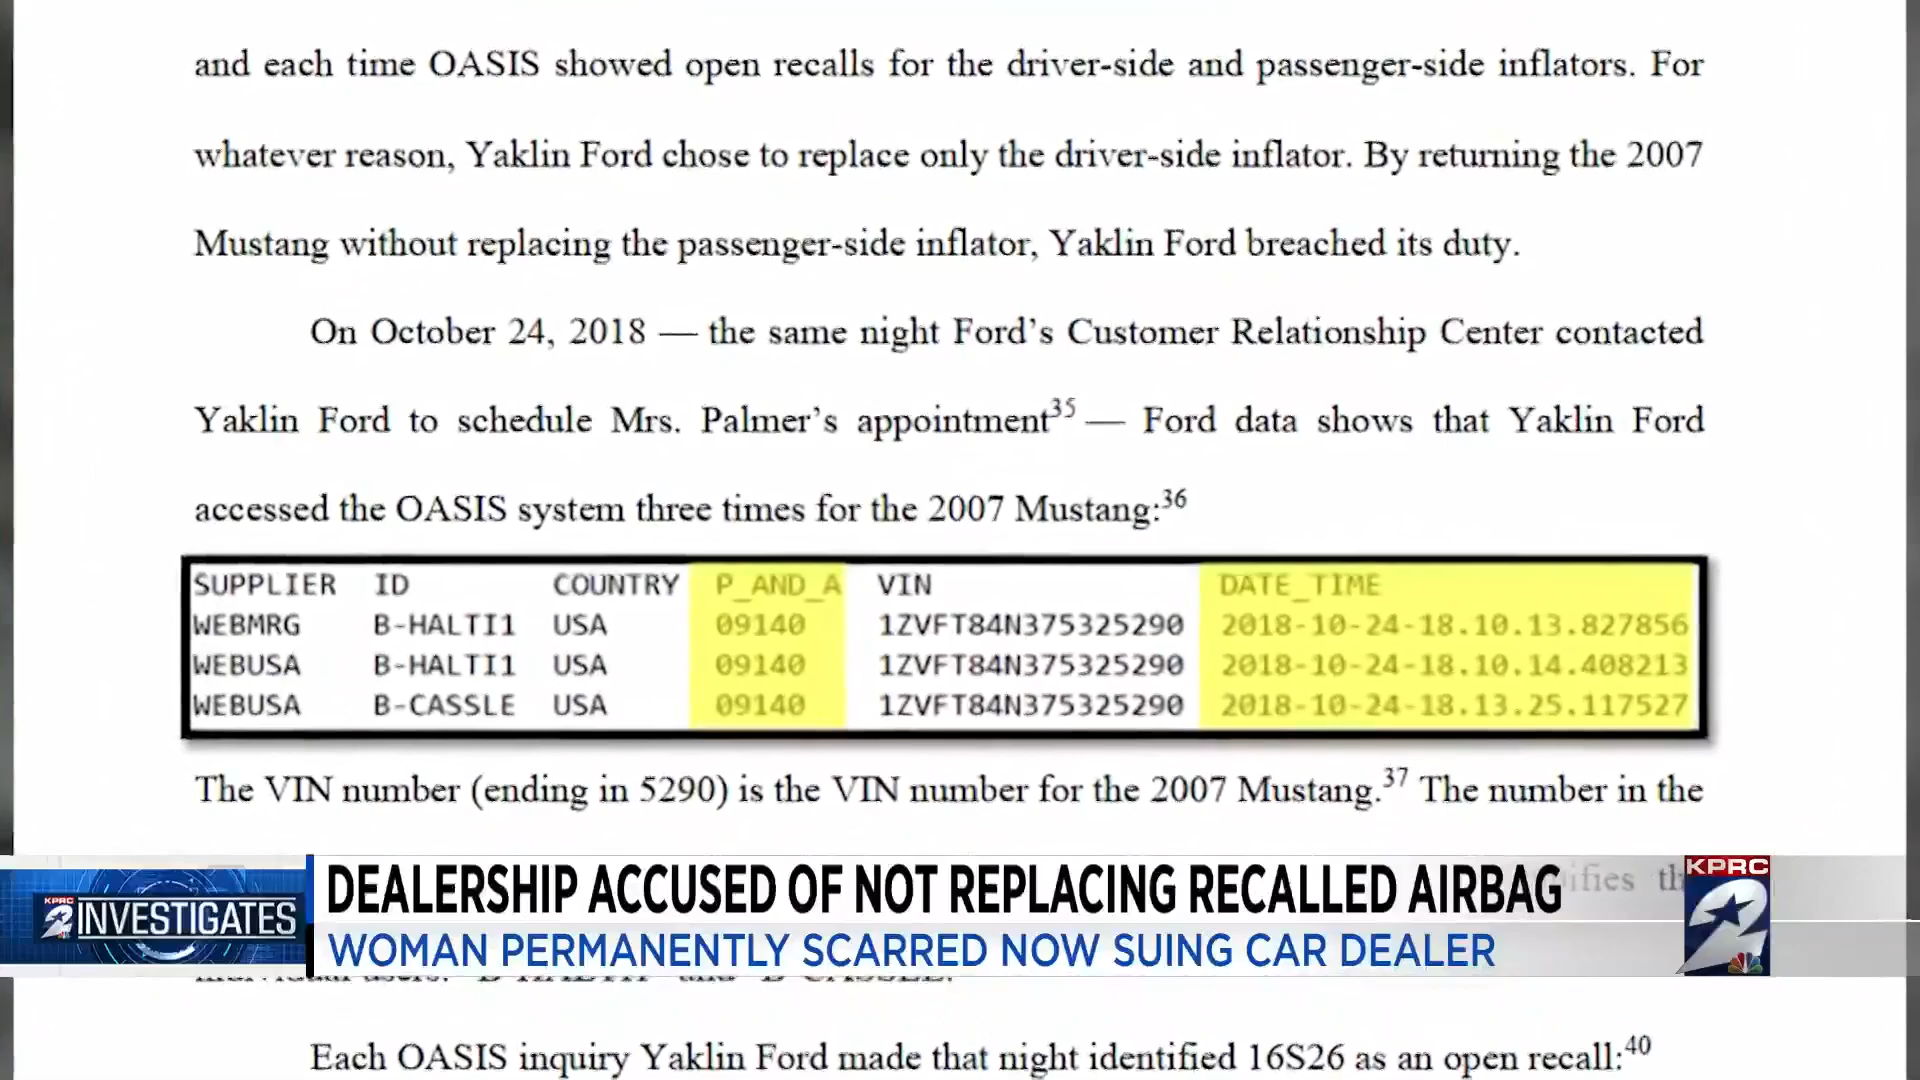 and each time OASIS showed open recalls for the driver-side and passenger-side inflators. For
whatever reason, Yaklin Ford chose to replace only the driver-side inflator. By returning the 2007
Mustang without replacing the passenger-side inflator, Yaklin Ford breached its duty.
On October 24, 2018 — the same night Ford's Customer Relationship Center contacted
Yaklin Ford to schedule Mrs. Palmer's appointment35 — Ford data shows that Yaklin Ford
accessed the OASIS system three times for the 2007 Mustang:36
SUPPLIER ID COUNTRY P_AND_A VIN DATE_TIME
WEBMRG B-HALTI1 USA 09140 1ZVFT84N375325290 2018-10-24-18.10.13.827856
WEBUSA B-HALTI1 USA 09140 1ZVFT84N375325290 2018-10-24-18.10.14.408213
WEBUSA B-CASSLE USA 09140 1ZVFT84N375325290 2018-10-24-18.13.25.117527
The VIN number (ending in 5290) is the VIN number for the 2007 Mustang.37 The number in the
KPRC 2 INVESTIGATES
DEALERSHIP ACCUSED OF NOT REPLACING RECALLED AIRBAG
WOMAN PERMANENTLY SCARRED NOW SUING CAR DEALER
KPRC 2
Each OASIS inquiry Yaklin Ford made that night identified 16S26 as an open recall:40